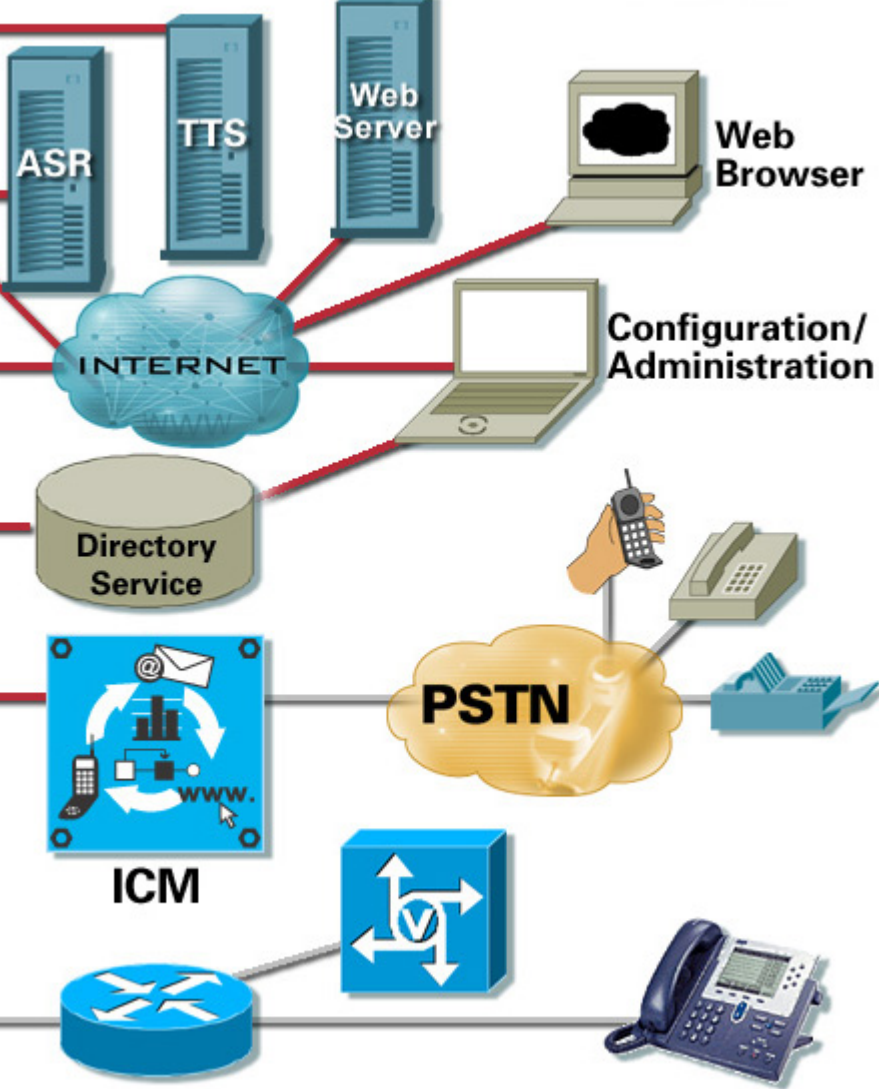 Web
Server
TTS
ASR
Web
Browser
INTERNET
WWW
Configuration/
Administration
Directory
Service
@
PSTN
www.
ICM
V